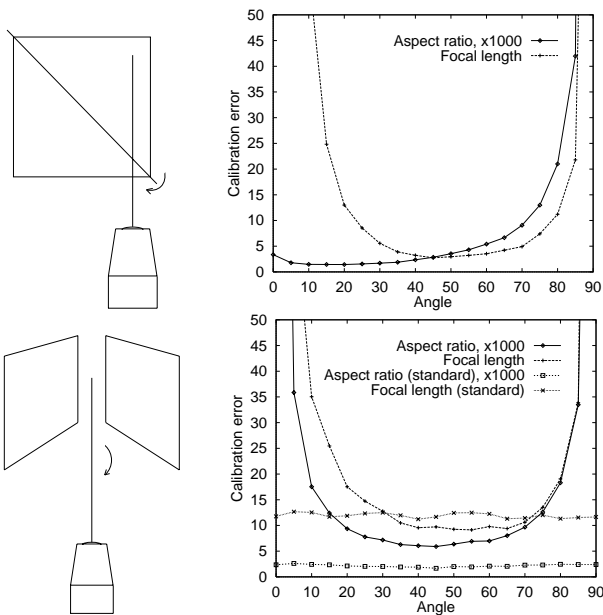 50
45
40
35
30
25
20
15
10
5
0
Calibration error
Aspect ratio, x1000
Focal length
0 10 20 30 40 50 60 70 80 90
Angle
50
45
40
35
30
25
20
15
10
5
0
Calibration error
Aspect ratio, x1000
Focal length
Aspect ratio (standard), x1000
Focal length (standard)
0 10 20 30 40 50 60 70 80 90
Angle